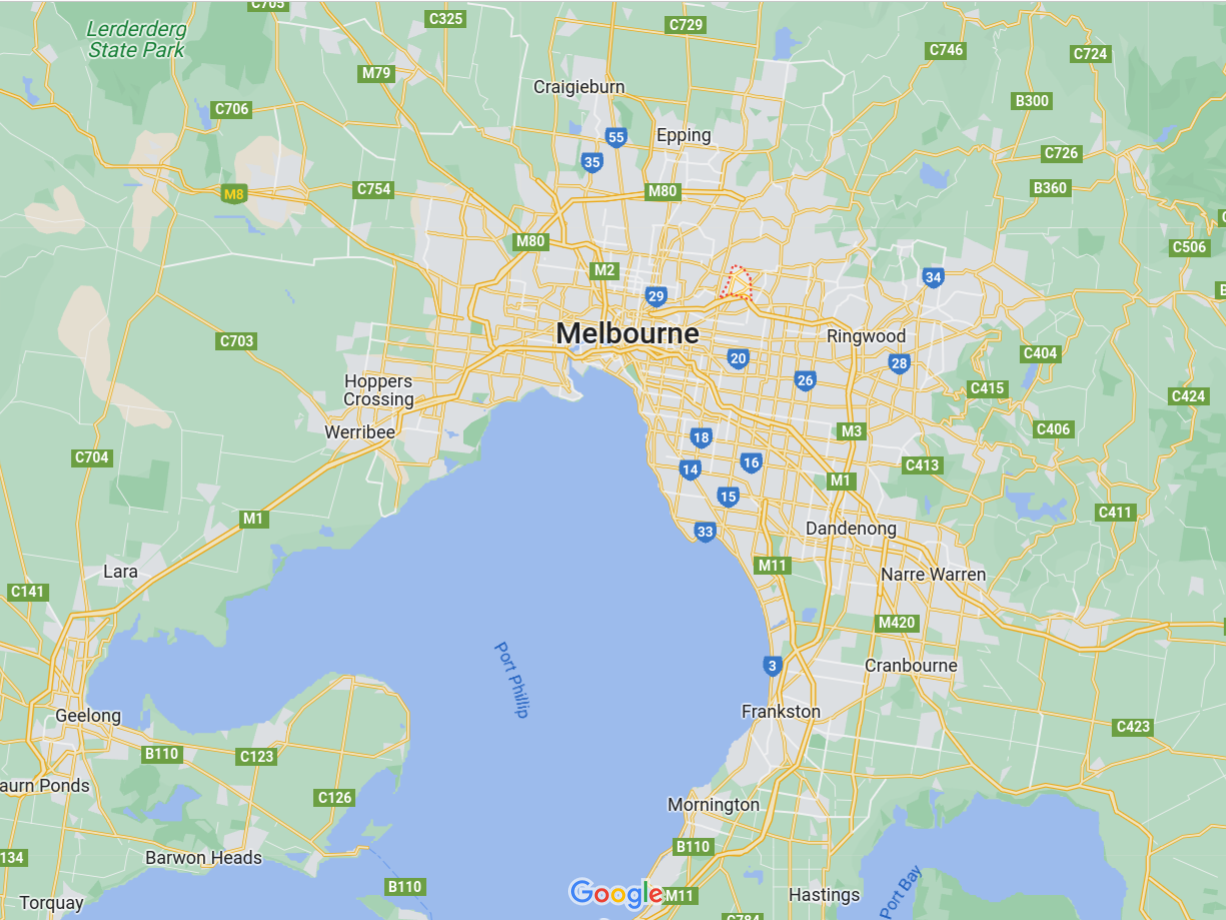 C705
Lerderderg
State Park
C325
C729
C746
C724
M79
Craigieburn
B300
C706
55
Epping
35
C726
M8
C754
M80
B360
C506
M80
M2
34
29
Melbourne
C703
Ringwood
20
C404
28
Hoppers
Crossing
26
C415
C424
Werribee
M3
C406
18
C704
14
16
C413
M1
15
C411
M1
33
Dandenong
M11
Lara
Narre Warren
C141
M420
Port Phillip
3
Cranbourne
Geelong
Frankston
C423
B110
C123
aurn Ponds
C126
Mornington
B110
134
Barwon Heads
B110
Google
M11
Hastings
Port Bay
Torquay
C784